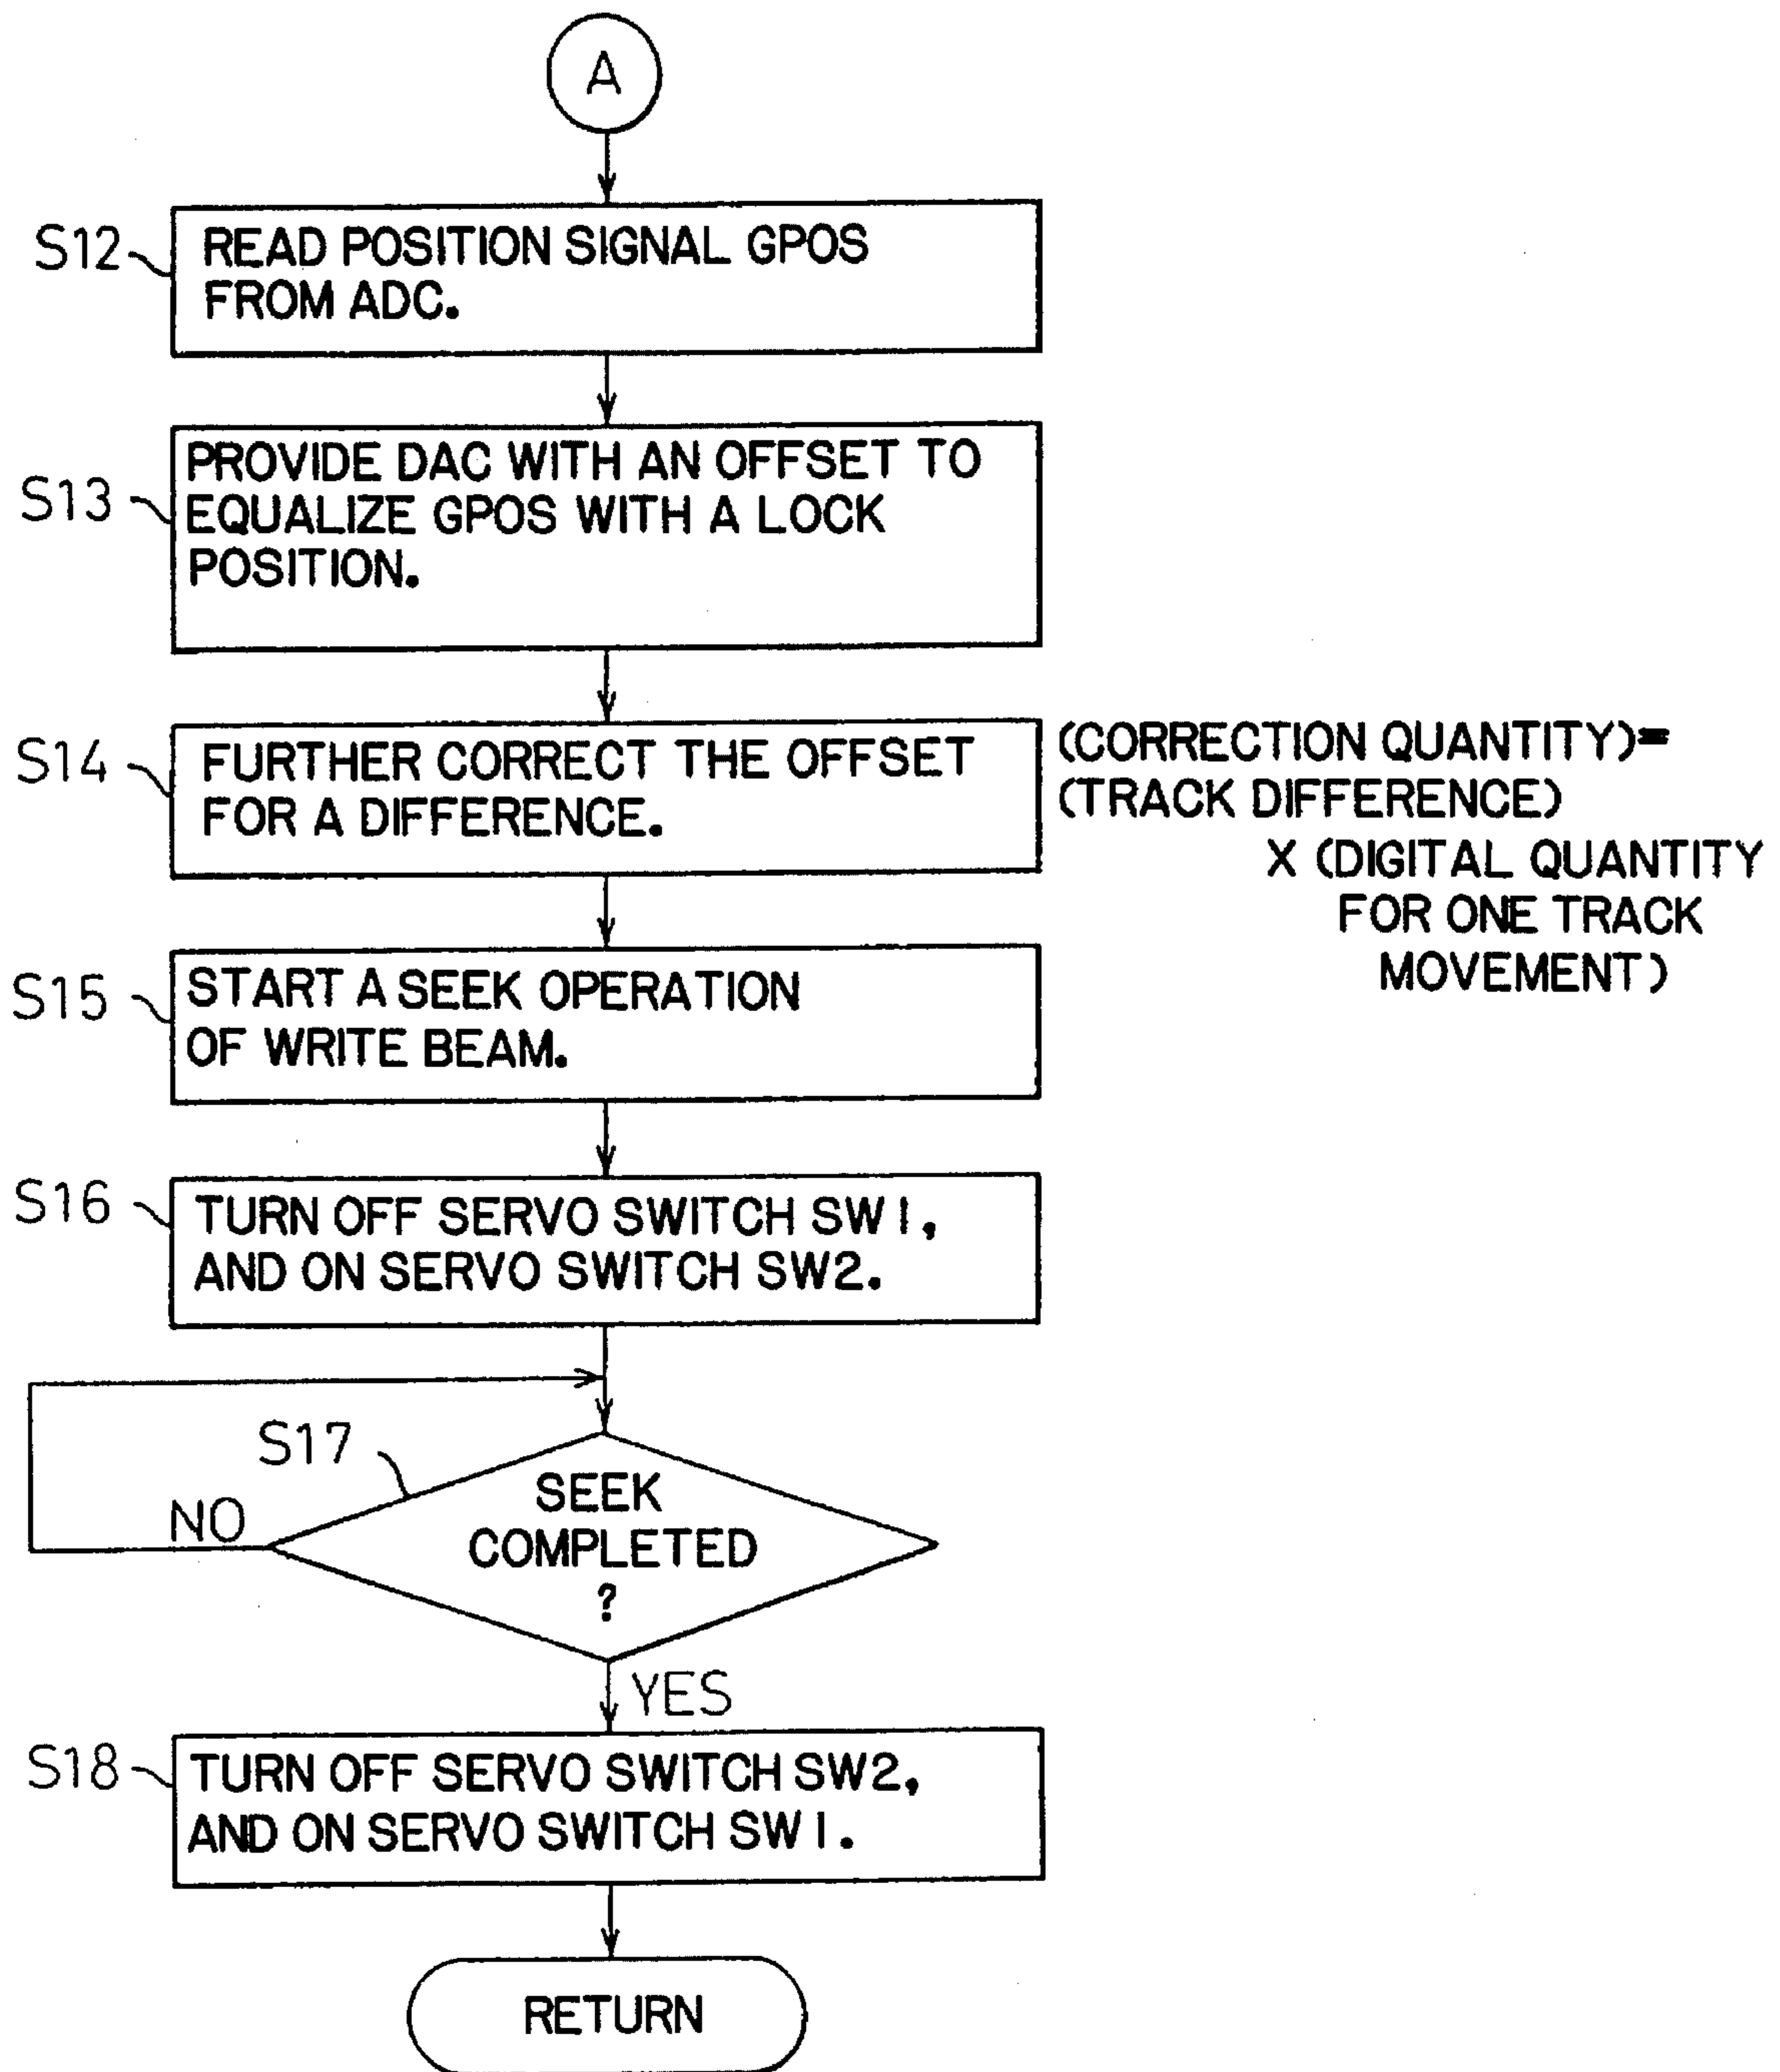 A
S12
READ POSITION SIGNAL GPOS
FROM ADC.
S13
PROVIDE DAC WITH AN OFFSET TO
EQUALIZE GPOS WITH A LOCK
POSITION.
S14
FURTHER CORRECT THE OFFSET
FOR A DIFFERENCE.
(CORRECTION QUANTITY)=
(TRACK DIFFERENCE)
X (DIGITAL QUANTITY
FOR ONE TRACK
MOVEMENT)
S15
START A SEEK OPERATION
OF WRITE BEAM.
S16
TURN OFF SERVO SWITCH SW1,
AND ON SERVO SWITCH SW2.
S17
SEEK
COMPLETED
?
NO
YES
S18
TURN OFF SERVO SWITCH SW2,
AND ON SERVO SWITCH SW1.
RETURN